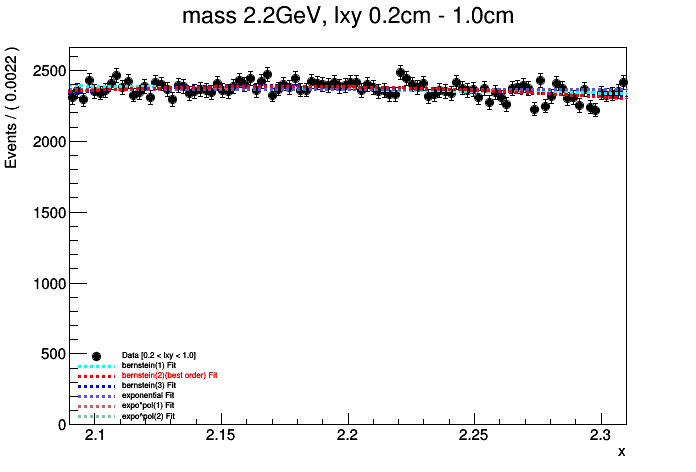 mass 2.2GeV, lxy 0.2cm - 1.0cm
Events / ( 0.0022 )
2500
2000
1500
1000
500
0
Data [0.2 < lxy < 1.0]
bernstein(1) Fit
bernstein(2)(best order) Fit
bernstein(3) Fit
exponential Fit
expo*pol(1) Fit
expo*pol(2) Fit
2.1 2.15 2.2 2.25 2.3
x